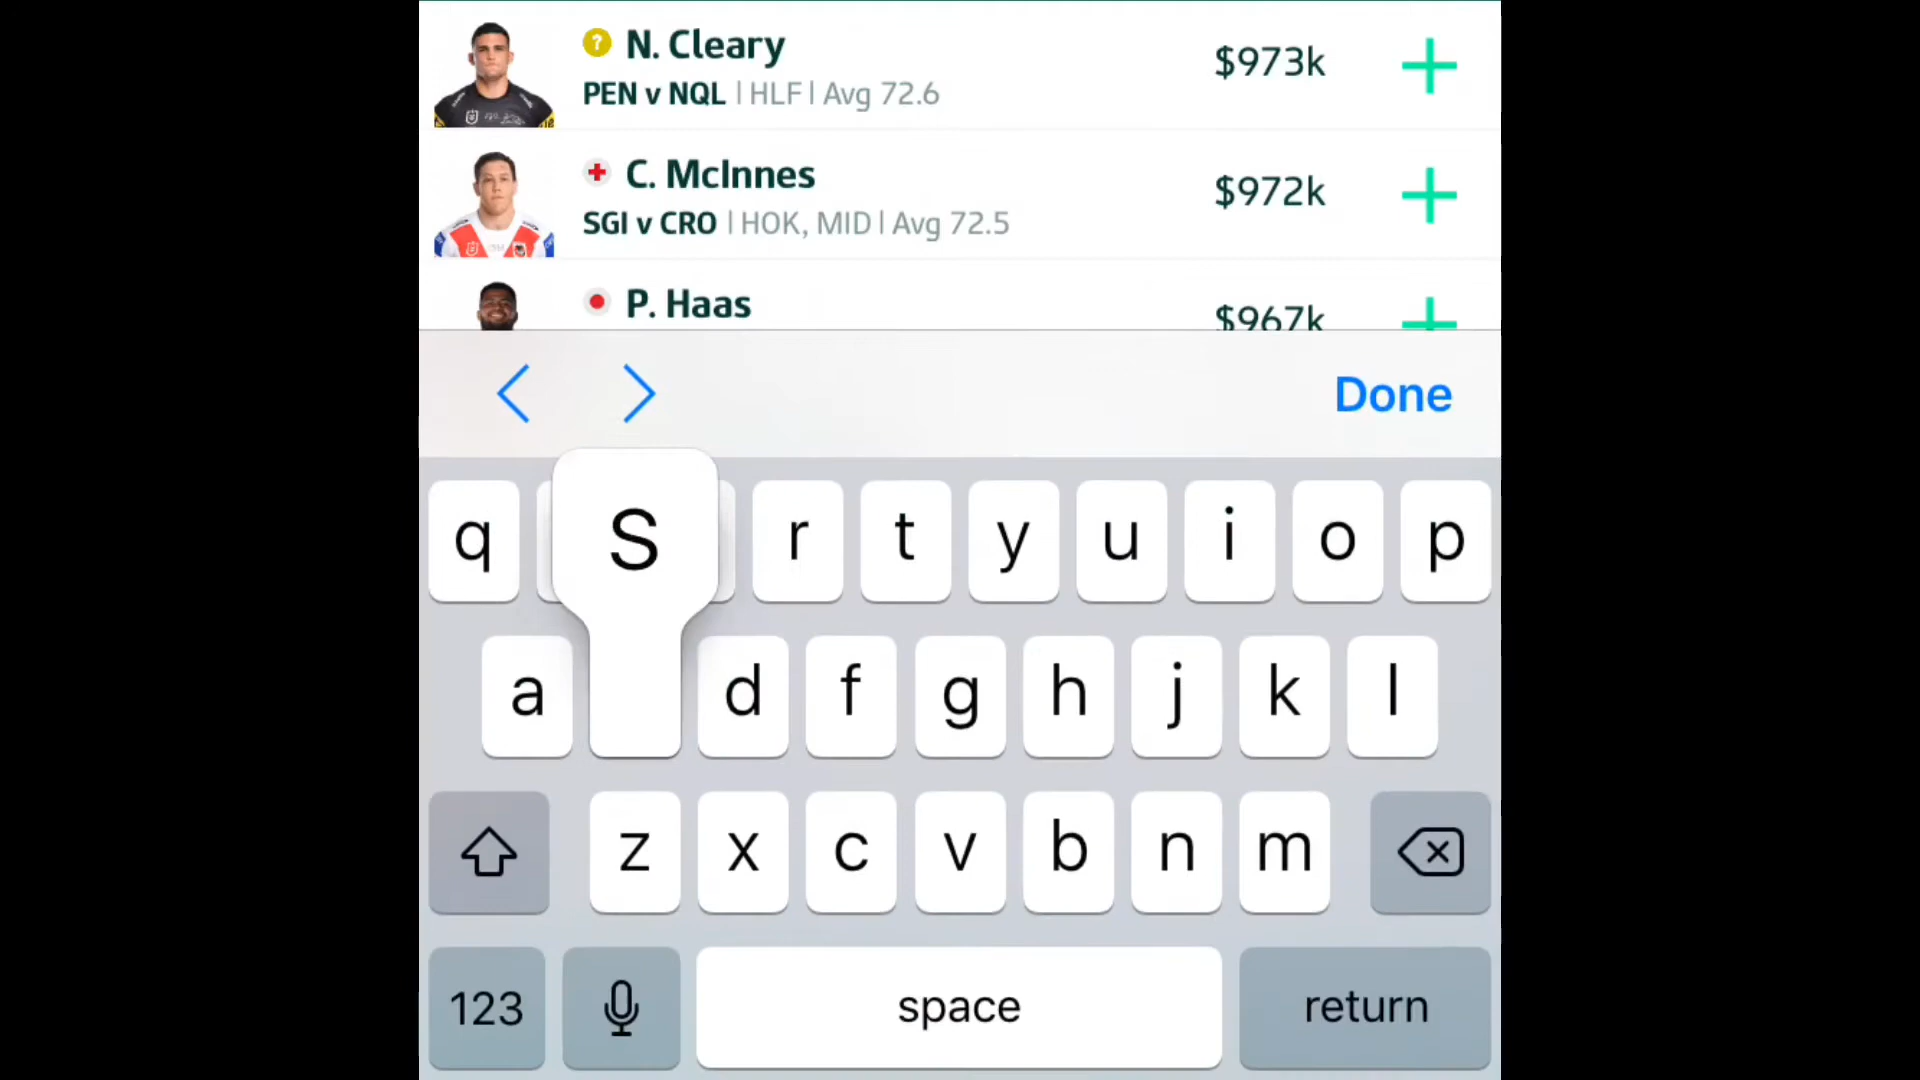 ? N. Cleary $973k
PEN v NQL | HLF | Avg 72.6
C. McInnes $972k
SGI v CRO | HOK, MID | Avg 72.5
P. Haas $967k
Done
q S r t y u i o p
a d f g h j k l
z x c v b n m
123 space return